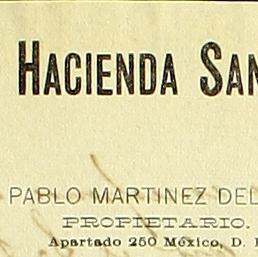 HACIENDA SAN
PABLO MARTINEZ DEL
PROPIETARIO.
Apartado 250 México, D.